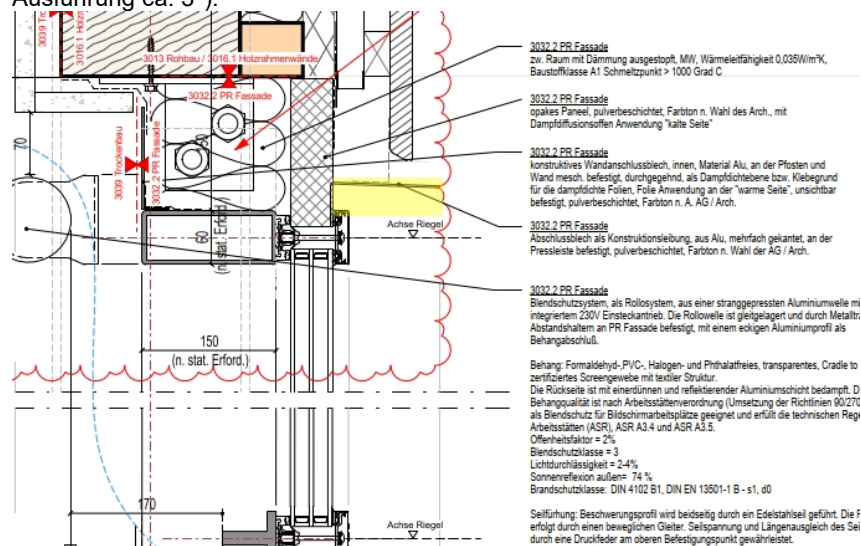 Ausführung ca. 3°).
3039 Tr
3016.1 Holzr
3013 Rohbau / 3016.1 Holzrahmenwände
3032.2 PR Fassade
3039 Trockenbau
3032.2 PR Fassade
70
50
60
(n. stat. Erford.)
Achse Riegel
150
(n. stat. Erford.)
170
Achse Riegel
3032.2 PR Fassade
zw. Raum mit Dämmung ausgestopft, MW, Wärmeleitfähigkeit 0,035W/m²K,
Baustoffklasse A1 Schmelzpunkt > 1000 Grad C
3032.2 PR Fassade
opakes Paneel, pulverbeschichtet, Farbton n. Wahl des Arch., mit
Dampfdiffusionsoffen Anwendung "kalte Seite"
3032.2 PR Fassade
konstruktives Wandanschlussblech, innen, Material Alu, an der Pfosten und
Wand mesch. befestigt, durchgegehnd, als Dampfdichtebene bzw. Klebegrund
für die dampfdichte Folien, Folie Anwendung an der "warme Seite", unsichtbar
befestigt, pulverbeschichtet, Farbton n. A. AG / Arch.
3032.2 PR Fassade
Abschlussblech als Konstruktionsleibung, aus Alu, mehrfach gekantet, an der
Pressleiste befestigt, pulverbeschichtet, Farbton n. Wahl der AG / Arch.
3032.2 PR Fassade
Blendschutzsystem, als Rollosystem, aus einer stranggepressten Aluminiumwelle mi
integriertem 230V Einsteckantrieb. Die Rollowelle ist gleitgelagert und durch Metallträ
Abstandshaltern an PR Fassade befestigt, mit einem eckigen Aluminiumprofil als
Behangabschluß.
Behang: Formaldehyd-,PVC-, Halogen- und Phthalatfreies, transparentes, Cradle to
zertifiziertes Screengewebe mit textiler Struktur.
Die Rückseite ist mit einerdünnen und reflektierender Aluminiumschicht bedampft. D
Behangqualität ist nach Arbeitsstättenverordnung (Umsetzung der Richtlinien 90/270
als Blendschutz für Bildschirmarbeitsplätze geeignet und erfüllt die technischen Rege
Arbeitsstätten (ASR), ASR A3.4 und ASR A3.5.
Offenheitsfaktor = 2%
Blendschutzklasse = 3
Lichtdurchlässigkeit = 2-4%
Sonnenreflexion außen= 74 %
Brandschutzklasse: DIN 4102 B1, DIN EN 13501-1 B - s1, d0
Seilfürhung: Beschwerungsprofil wird beidseitig durch ein Edelstahlseil geführt. Die F
erfolgt durch einen beweglichen Gleiter. Seilspannung und Längenausgleich des Sei
durch eine Druckfeder am oberen Befestigungspunkt gewährleistet.